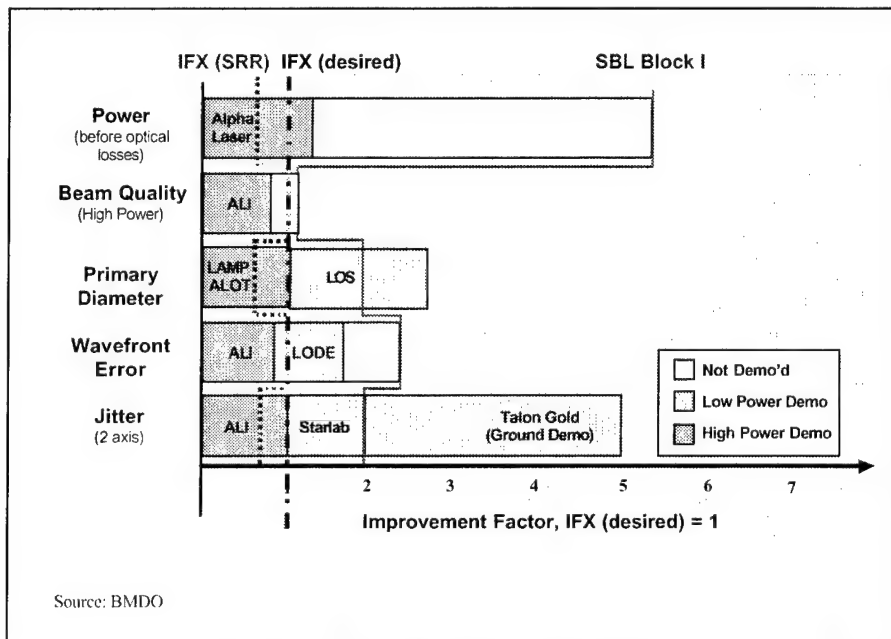 IFX (SRR) IFX (desired) SBL Block I
Power
(before optical
losses)
Alpha
Laser
Beam Quality
(High Power)
ALI
Primary
Diameter
LAMP
ALOT
LOS
Wavefront
Error
ALI
LODE
Jitter
(2 axis)
ALI
Starlab
Talon Gold
(Ground Demo)
Not Demo'd
Low Power Demo
High Power Demo
2 3 4 5 6 7
Improvement Factor, IFX (desired) = 1
Source: BMDO